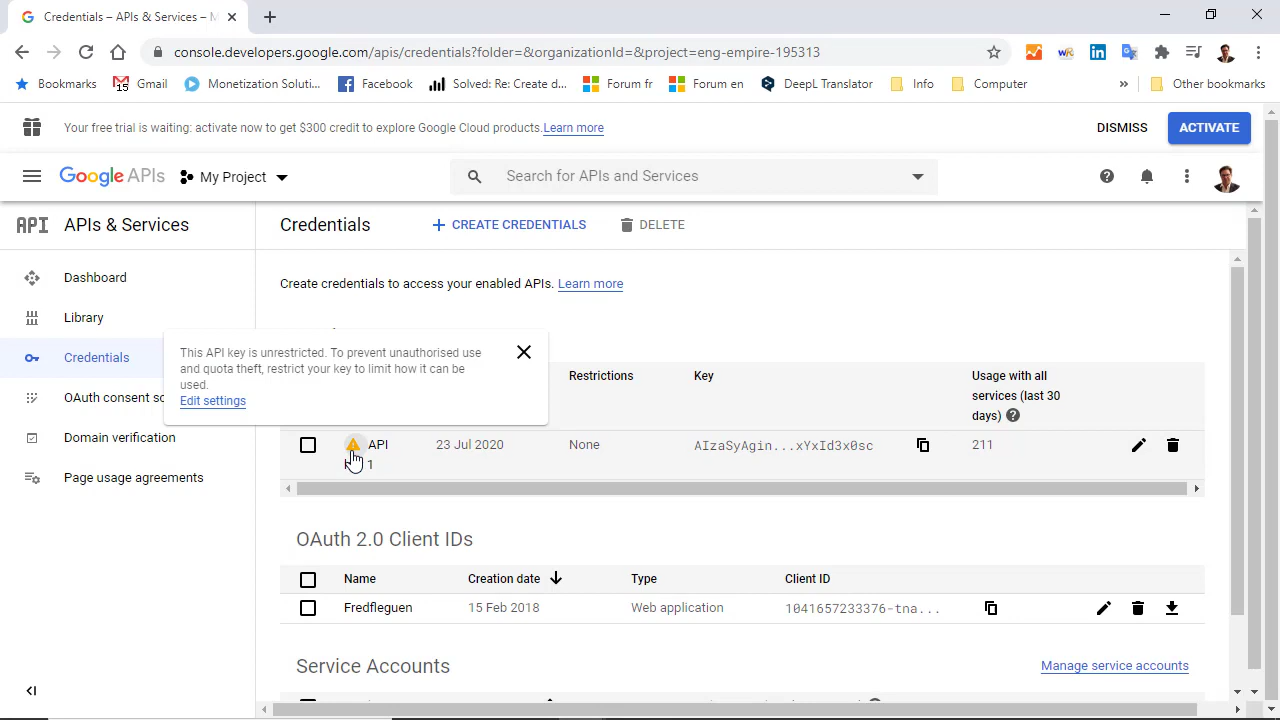 Credentials – APIs & Services – M
console.developers.google.com/apis/credentials?folder=&organizationId=&project=eng-empire-195313
Bookmarks
15
Gmail
Monetization Soluti...
Facebook
Solved: Re: Create d...
Forum fr
Forum en
DeepL Translator
Info
Computer
»
Other bookmarks
Your free trial is waiting: activate now to get $300 credit to explore Google Cloud products. Learn more
DISMISS
ACTIVATE
Google APIs
My Project
Search for APIs and Services
API
APIs & Services
Credentials
+ CREATE CREDENTIALS
DELETE
Dashboard
Library
Credentials
OAuth consent sc
Domain verification
Page usage agreements
Create credentials to access your enabled APIs. Learn more
This API key is unrestricted. To prevent unauthorised use
and quota theft, restrict your key to limit how it can be
used.
Edit settings
Restrictions
Key
Usage with all
services (last 30
days)
API
1
23 Jul 2020
None
AIzaSyAgin...xYxId3x0sc
211
OAuth 2.0 Client IDs
Name
Creation date
Type
Client ID
Fredfleguen
15 Feb 2018
Web application
1041657233376-tna...
Service Accounts
Manage service accounts